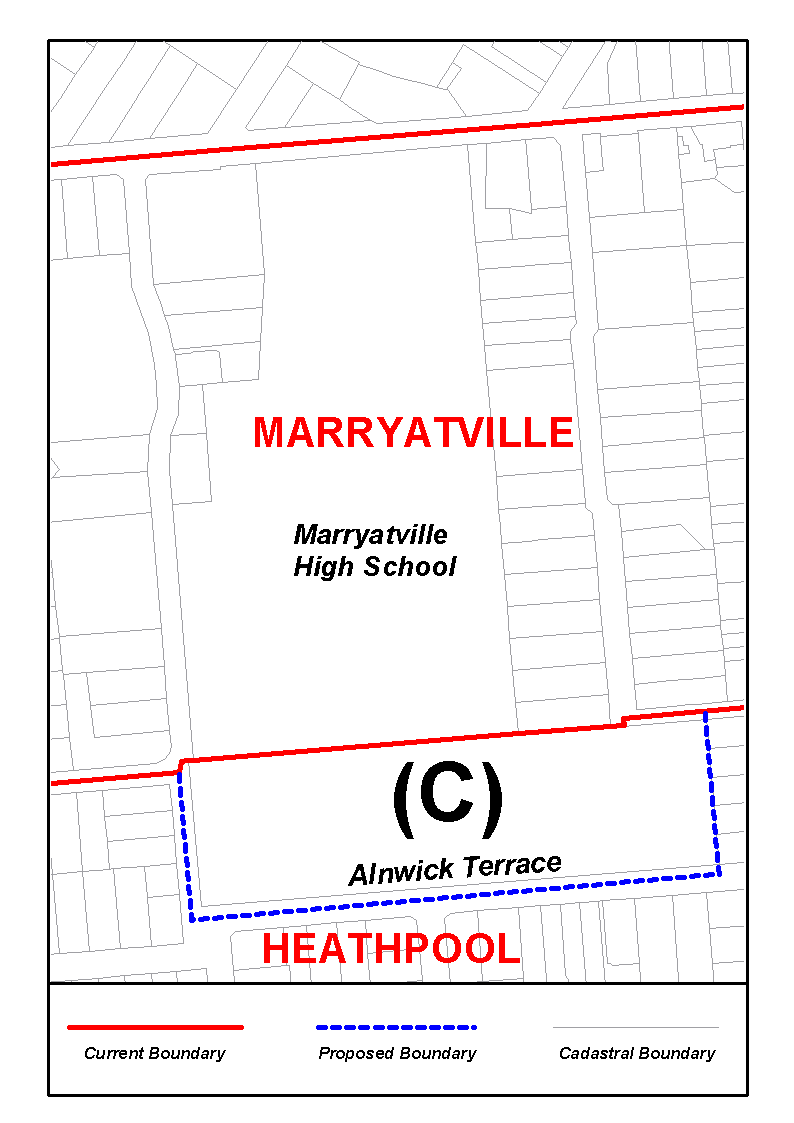 MARRYATVILLE
Marryatville
High School
(C)
Alnwick Terrace
HEATHPOOL
Current Boundary
Proposed Boundary
Cadastral Boundary